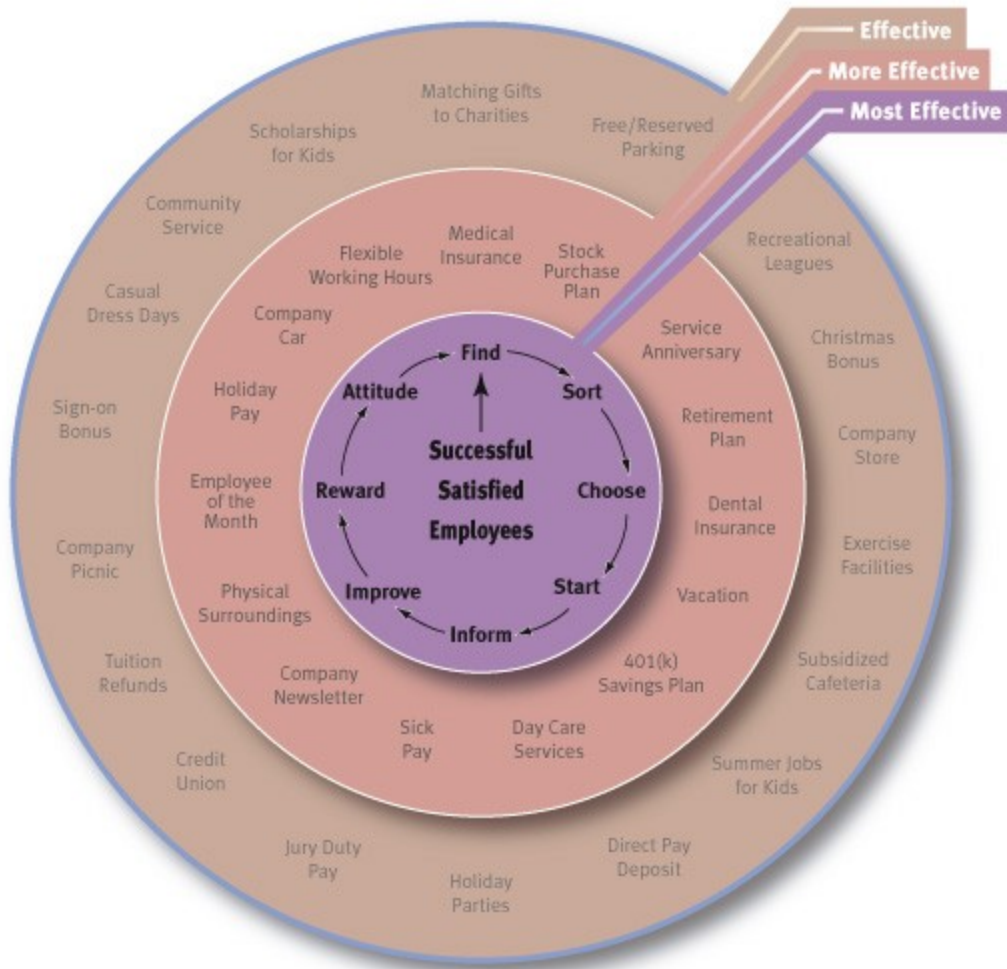 Effective
More Effective
Most Effective
Matching Gifts
to Charities
Free/Reserved
Parking
Recreational
Leagues
Christmas
Bonus
Company
Store
Exercise
Facilities
Subsidized
Cafeteria
Summer Jobs
for Kids
Direct Pay
Deposit
Holiday
Parties
Jury Duty
Pay
Credit
Union
Tuition
Refunds
Company
Picnic
Sign-on
Bonus
Casual
Dress Days
Community
Service
Scholarships
for Kids
Medical
Insurance
Stock
Purchase
Plan
Service
Anniversary
Retirement
Plan
Dental
Insurance
Vacation
401(k)
Savings Plan
Day Care
Services
Sick
Pay
Company
Newsletter
Physical
Surroundings
Employee
of the
Month
Holiday
Pay
Company
Car
Flexible
Working Hours
Find
Sort
Choose
Start
Inform
Improve
Reward
Attitude
Successful
Satisfied
Employees